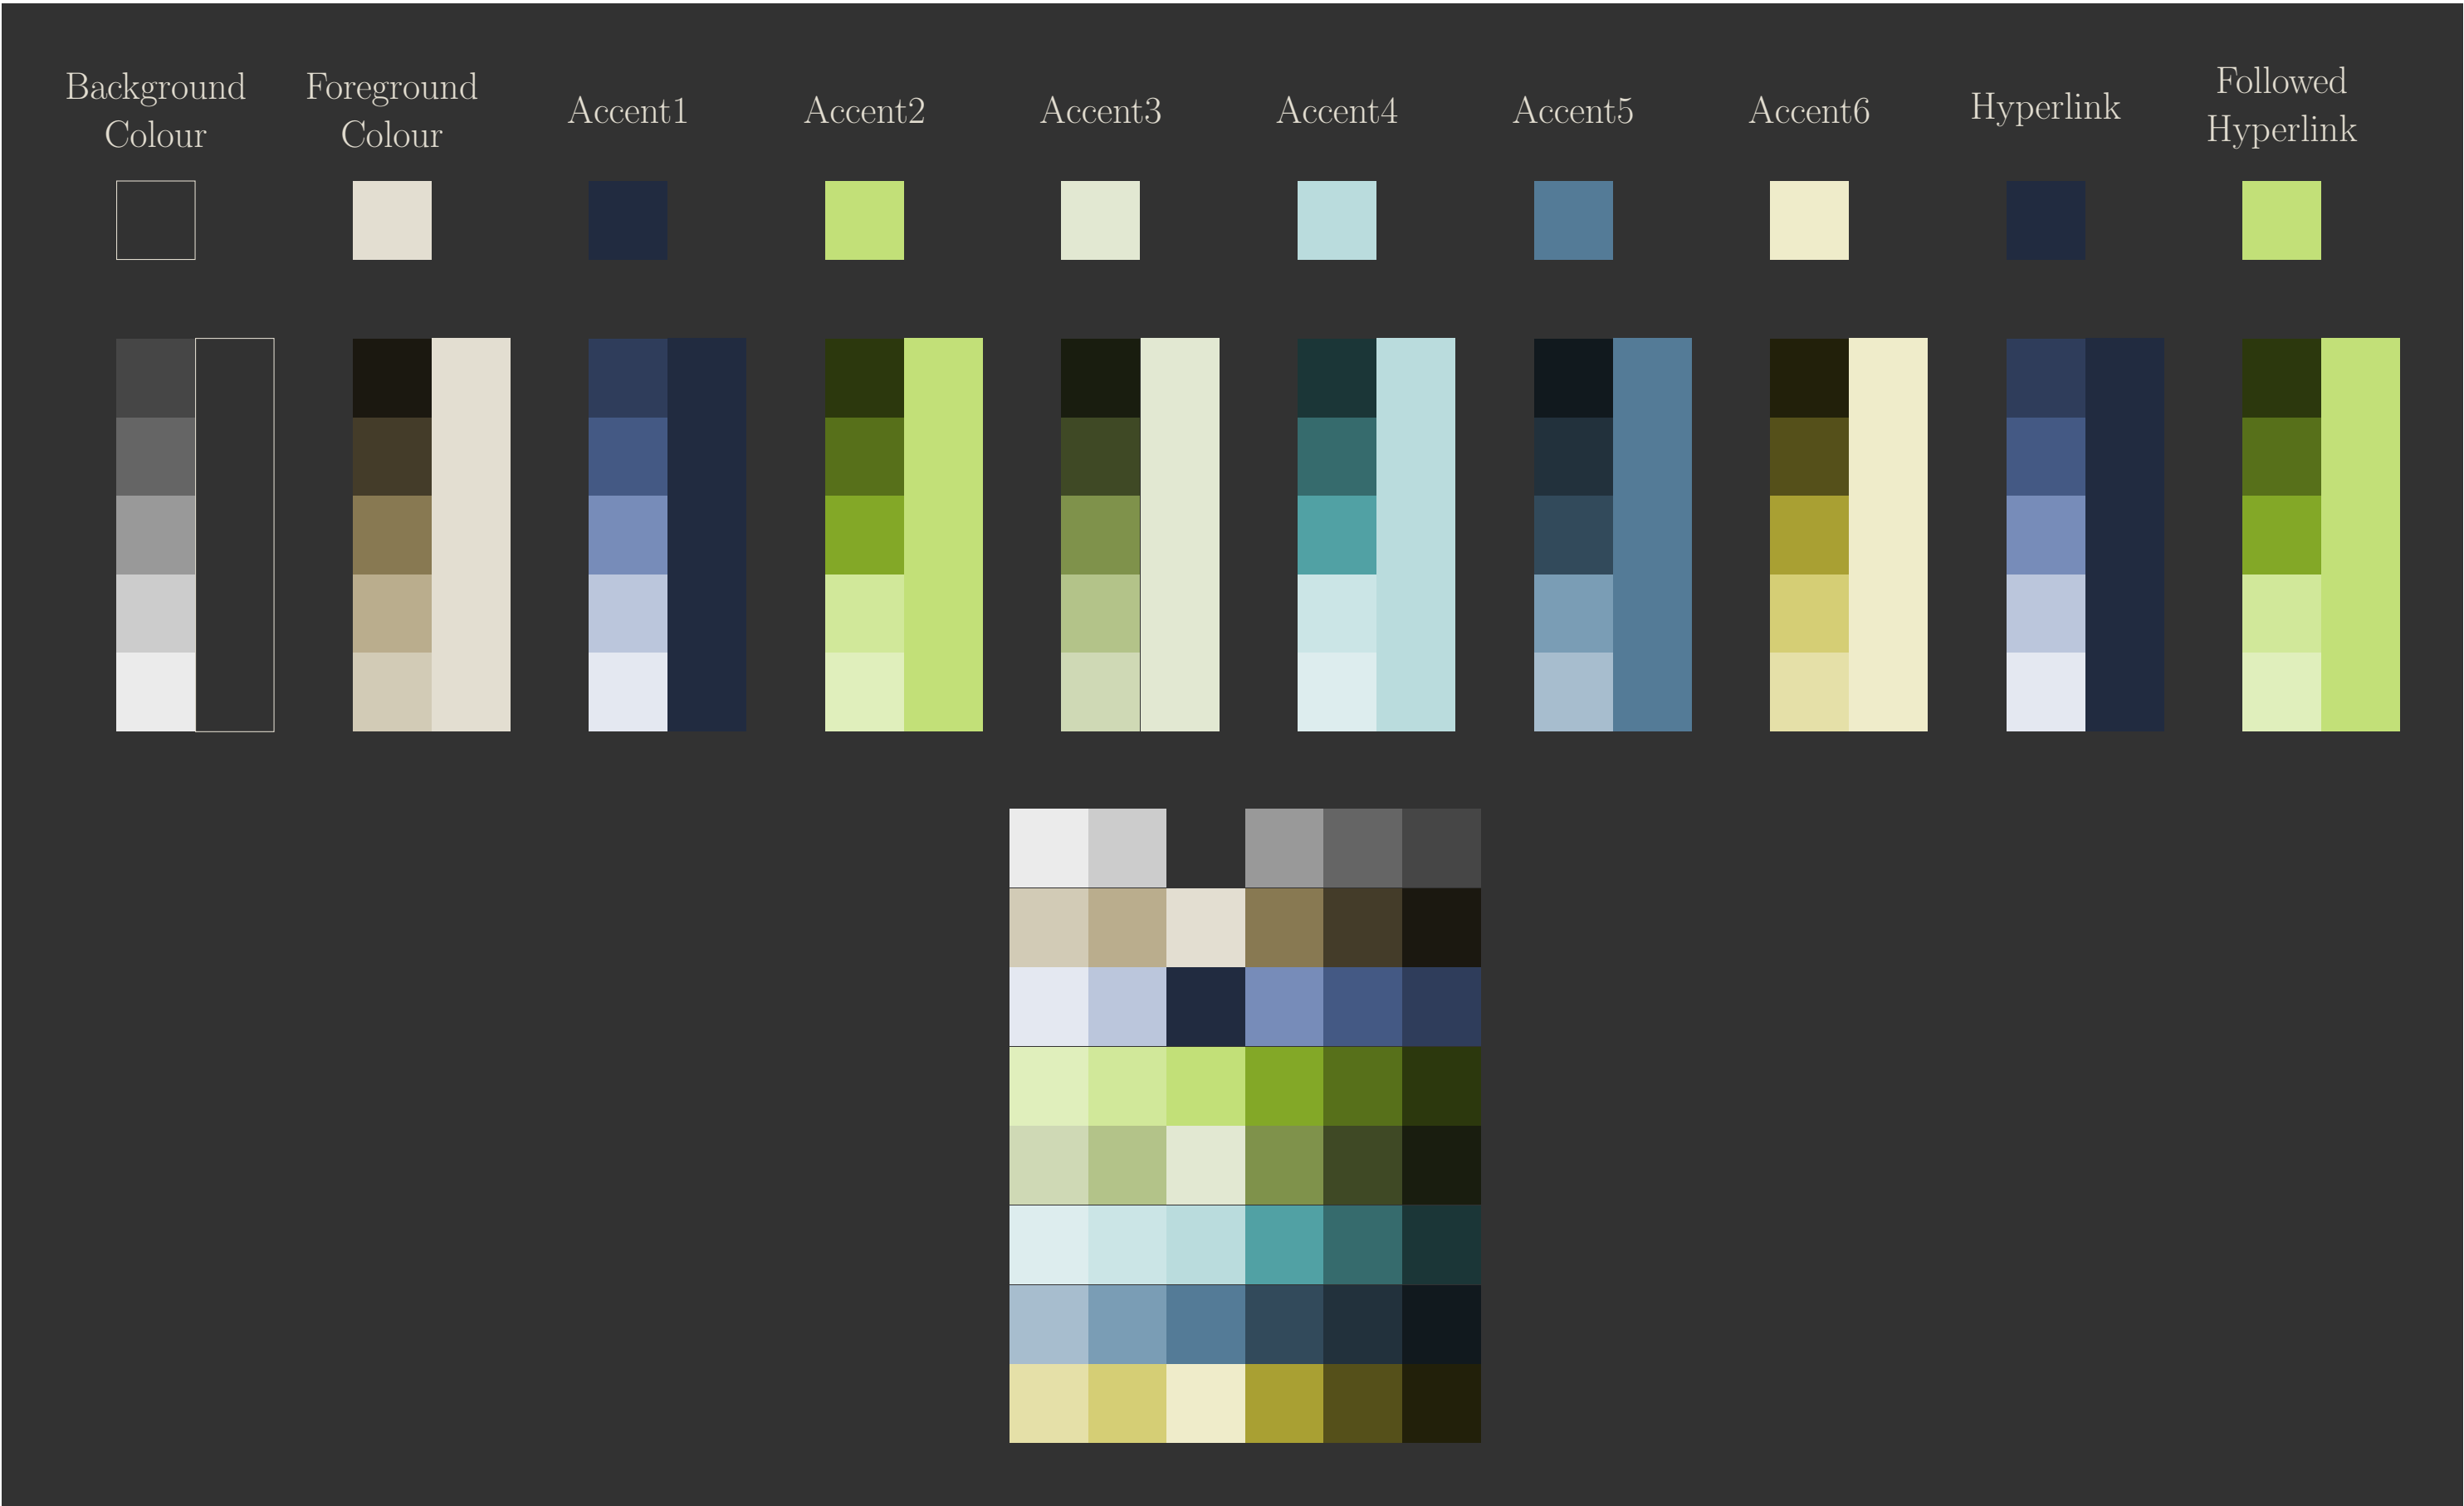 Background
Colour
Foreground
Colour
Accent1
Accent2
Accent3
Accent4
Accent5
Accent6
Hyperlink
Followed
Hyperlink